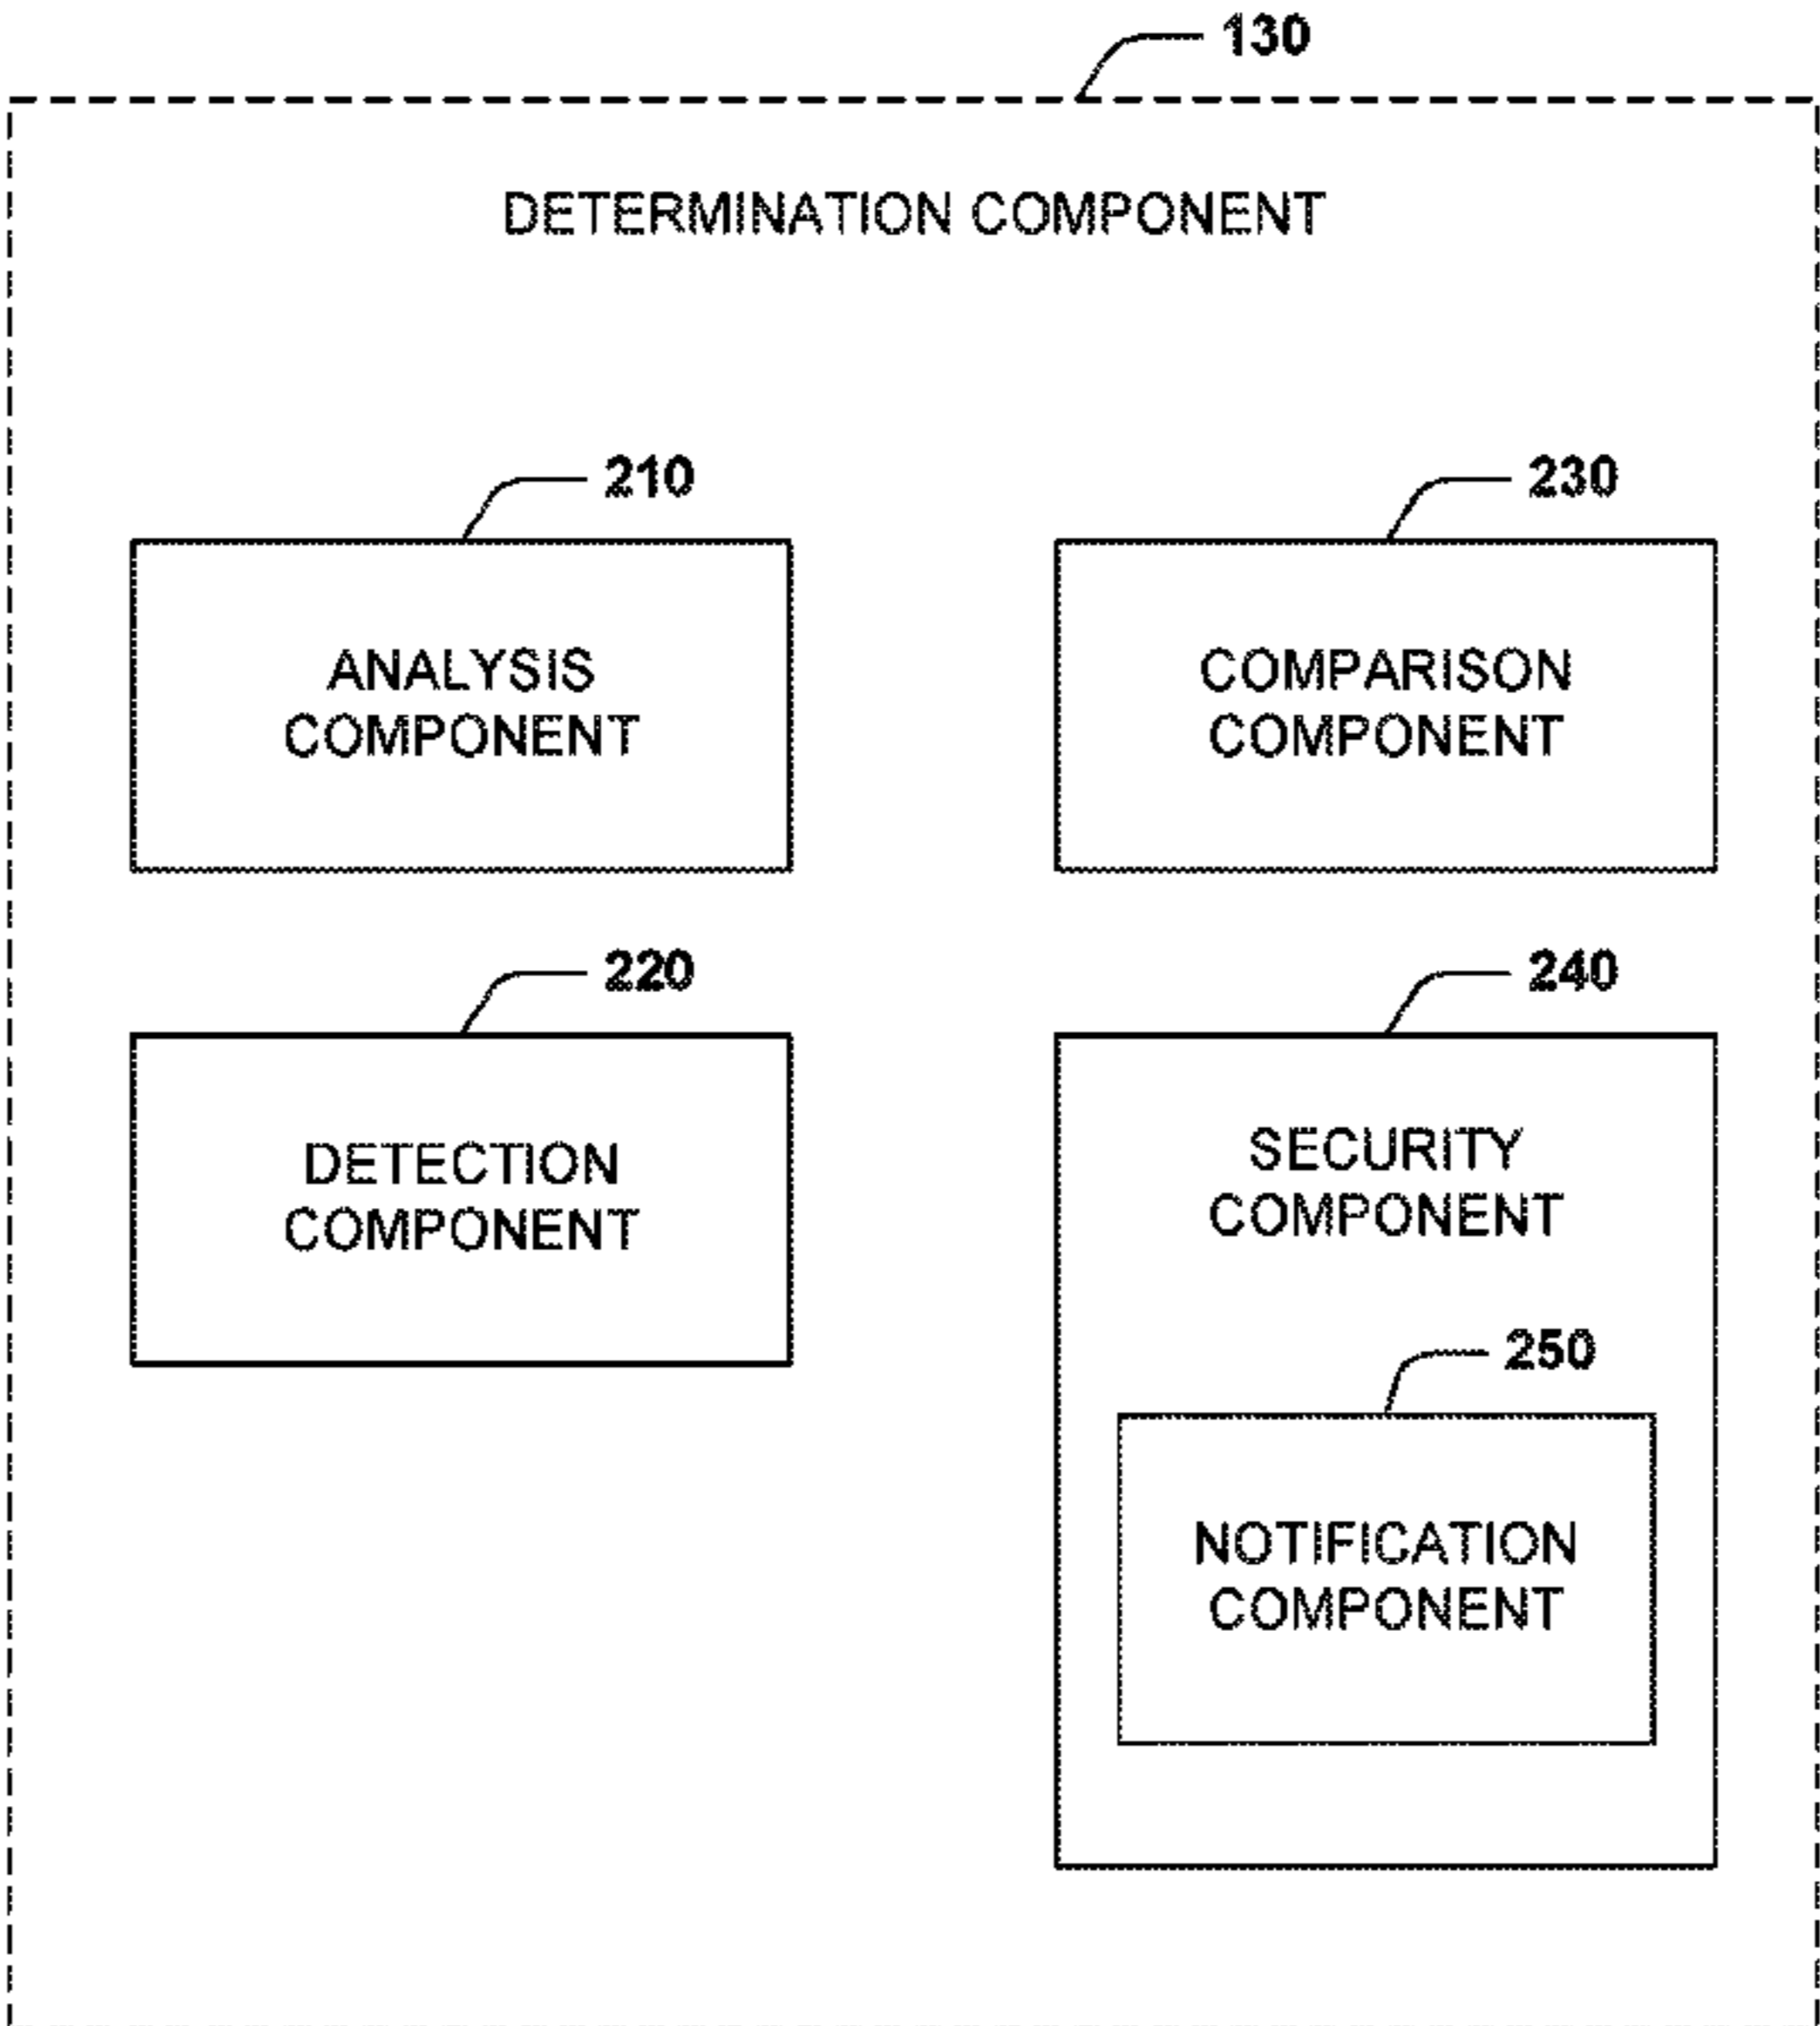 130
DETERMINATION COMPONENT
210
ANALYSIS
COMPONENT
230
COMPARISON
COMPONENT
220
DETECTION
COMPONENT
240
SECURITY
COMPONENT
250
NOTIFICATION
COMPONENT